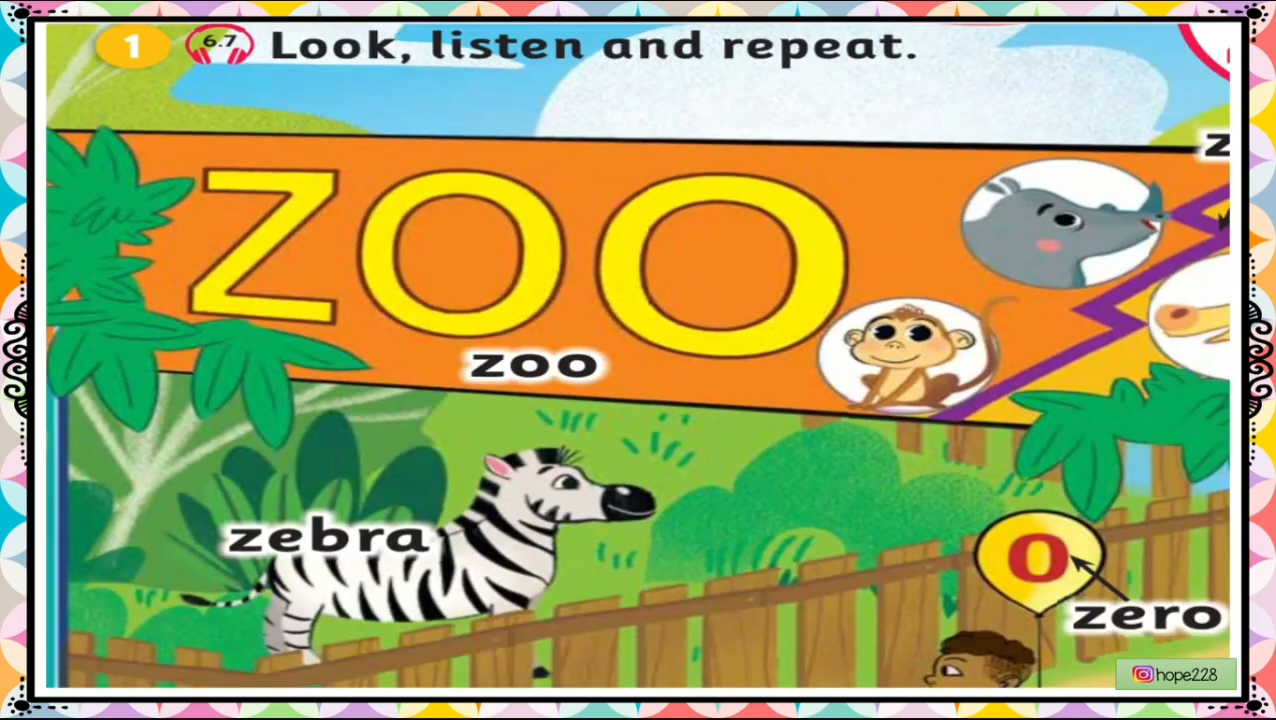 1 6.7 Look, listen and repeat.
z
ZOO
zoo
zebra
0
zero
hope228